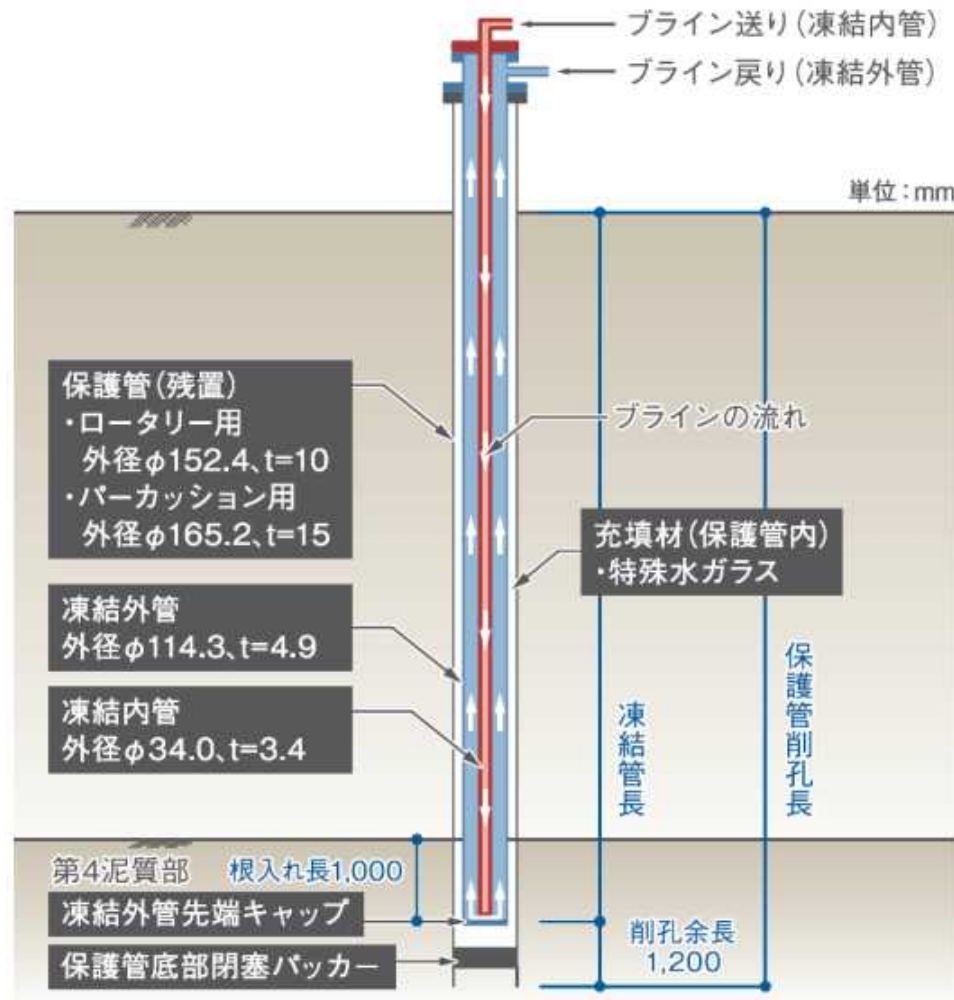 ブライン送り(凍結内管)
ブライン戻り(凍結外管)
単位：mm
保護管(残置)
・ロータリー用
外径φ152.4、t=10
・パーカッション用
外径φ165.2、t=15
ブラインの流れ
充填材(保護管内)
・特殊水ガラス
凍結外管
外径φ114.3、t=4.9
凍結内管
外径φ34.0、t=3.4
凍結管長
保護管削孔長
第4泥質部
根入れ長1,000
凍結外管先端キャップ
保護管底部閉塞パッカー
削孔余長
1,200